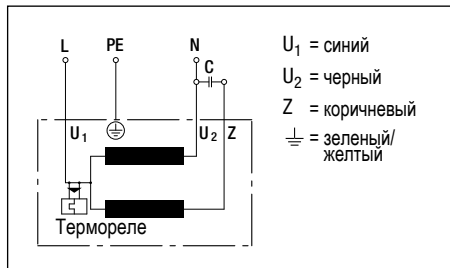 L PE N
C
U₁ U₂ Z
Термореле
U₁ = синий
U₂ = черный
Z = коричневый
⏚ = зеленый/
желтый